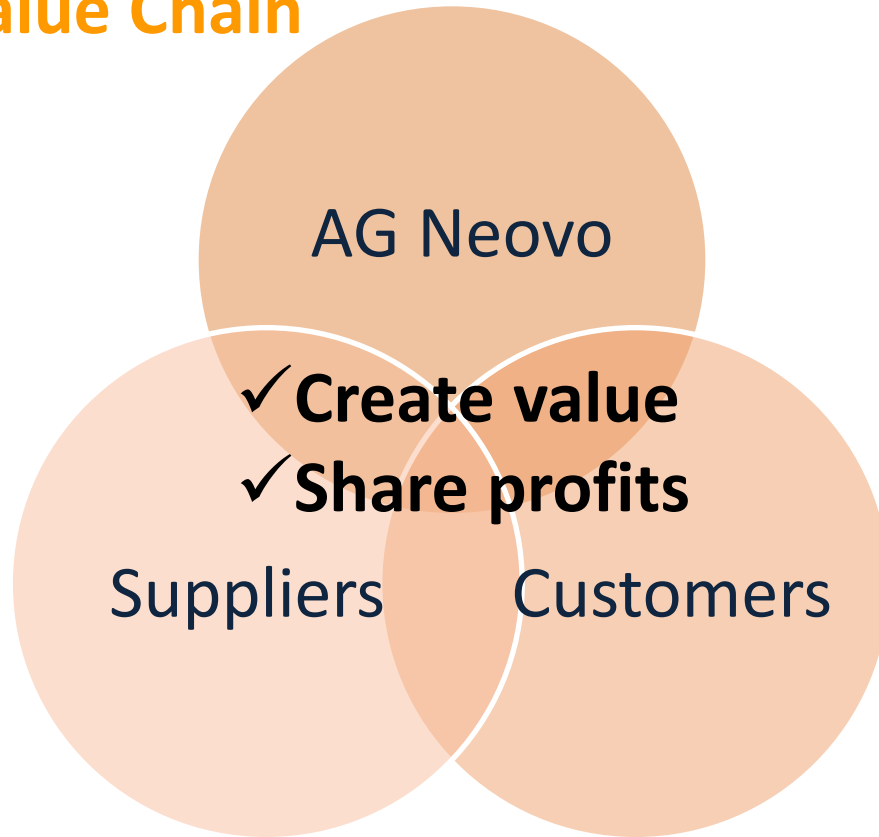 alue Chain
AG Neovo
✓Create value
✓Share profits
Suppliers
Customers